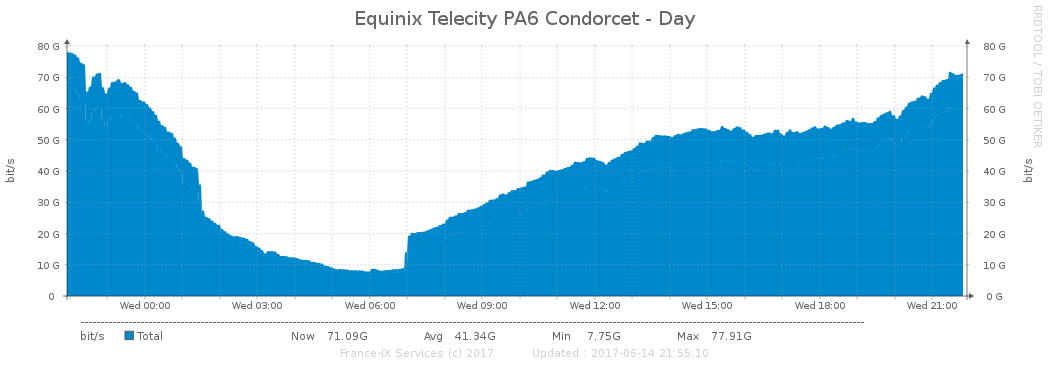 Equinix Telecity PA6 Condorcet - Day
RRDTOOL / TOBI OETIKER
80 G 80 G
70 G 70 G
60 G 60 G
50 G 50 G
40 G 40 G
30 G 30 G
20 G 20 G
10 G 10 G
0 0 G
bit/s bit/s
Wed 00:00 Wed 03:00 Wed 06:00 Wed 09:00 Wed 12:00 Wed 15:00 Wed 18:00 Wed 21:00
bit/s Total Now 71.09G Avg 41.34G Min 7.75G Max 77.91G
France-IX Services (c) 2017 Updated : 2017-06-14 21:55:10